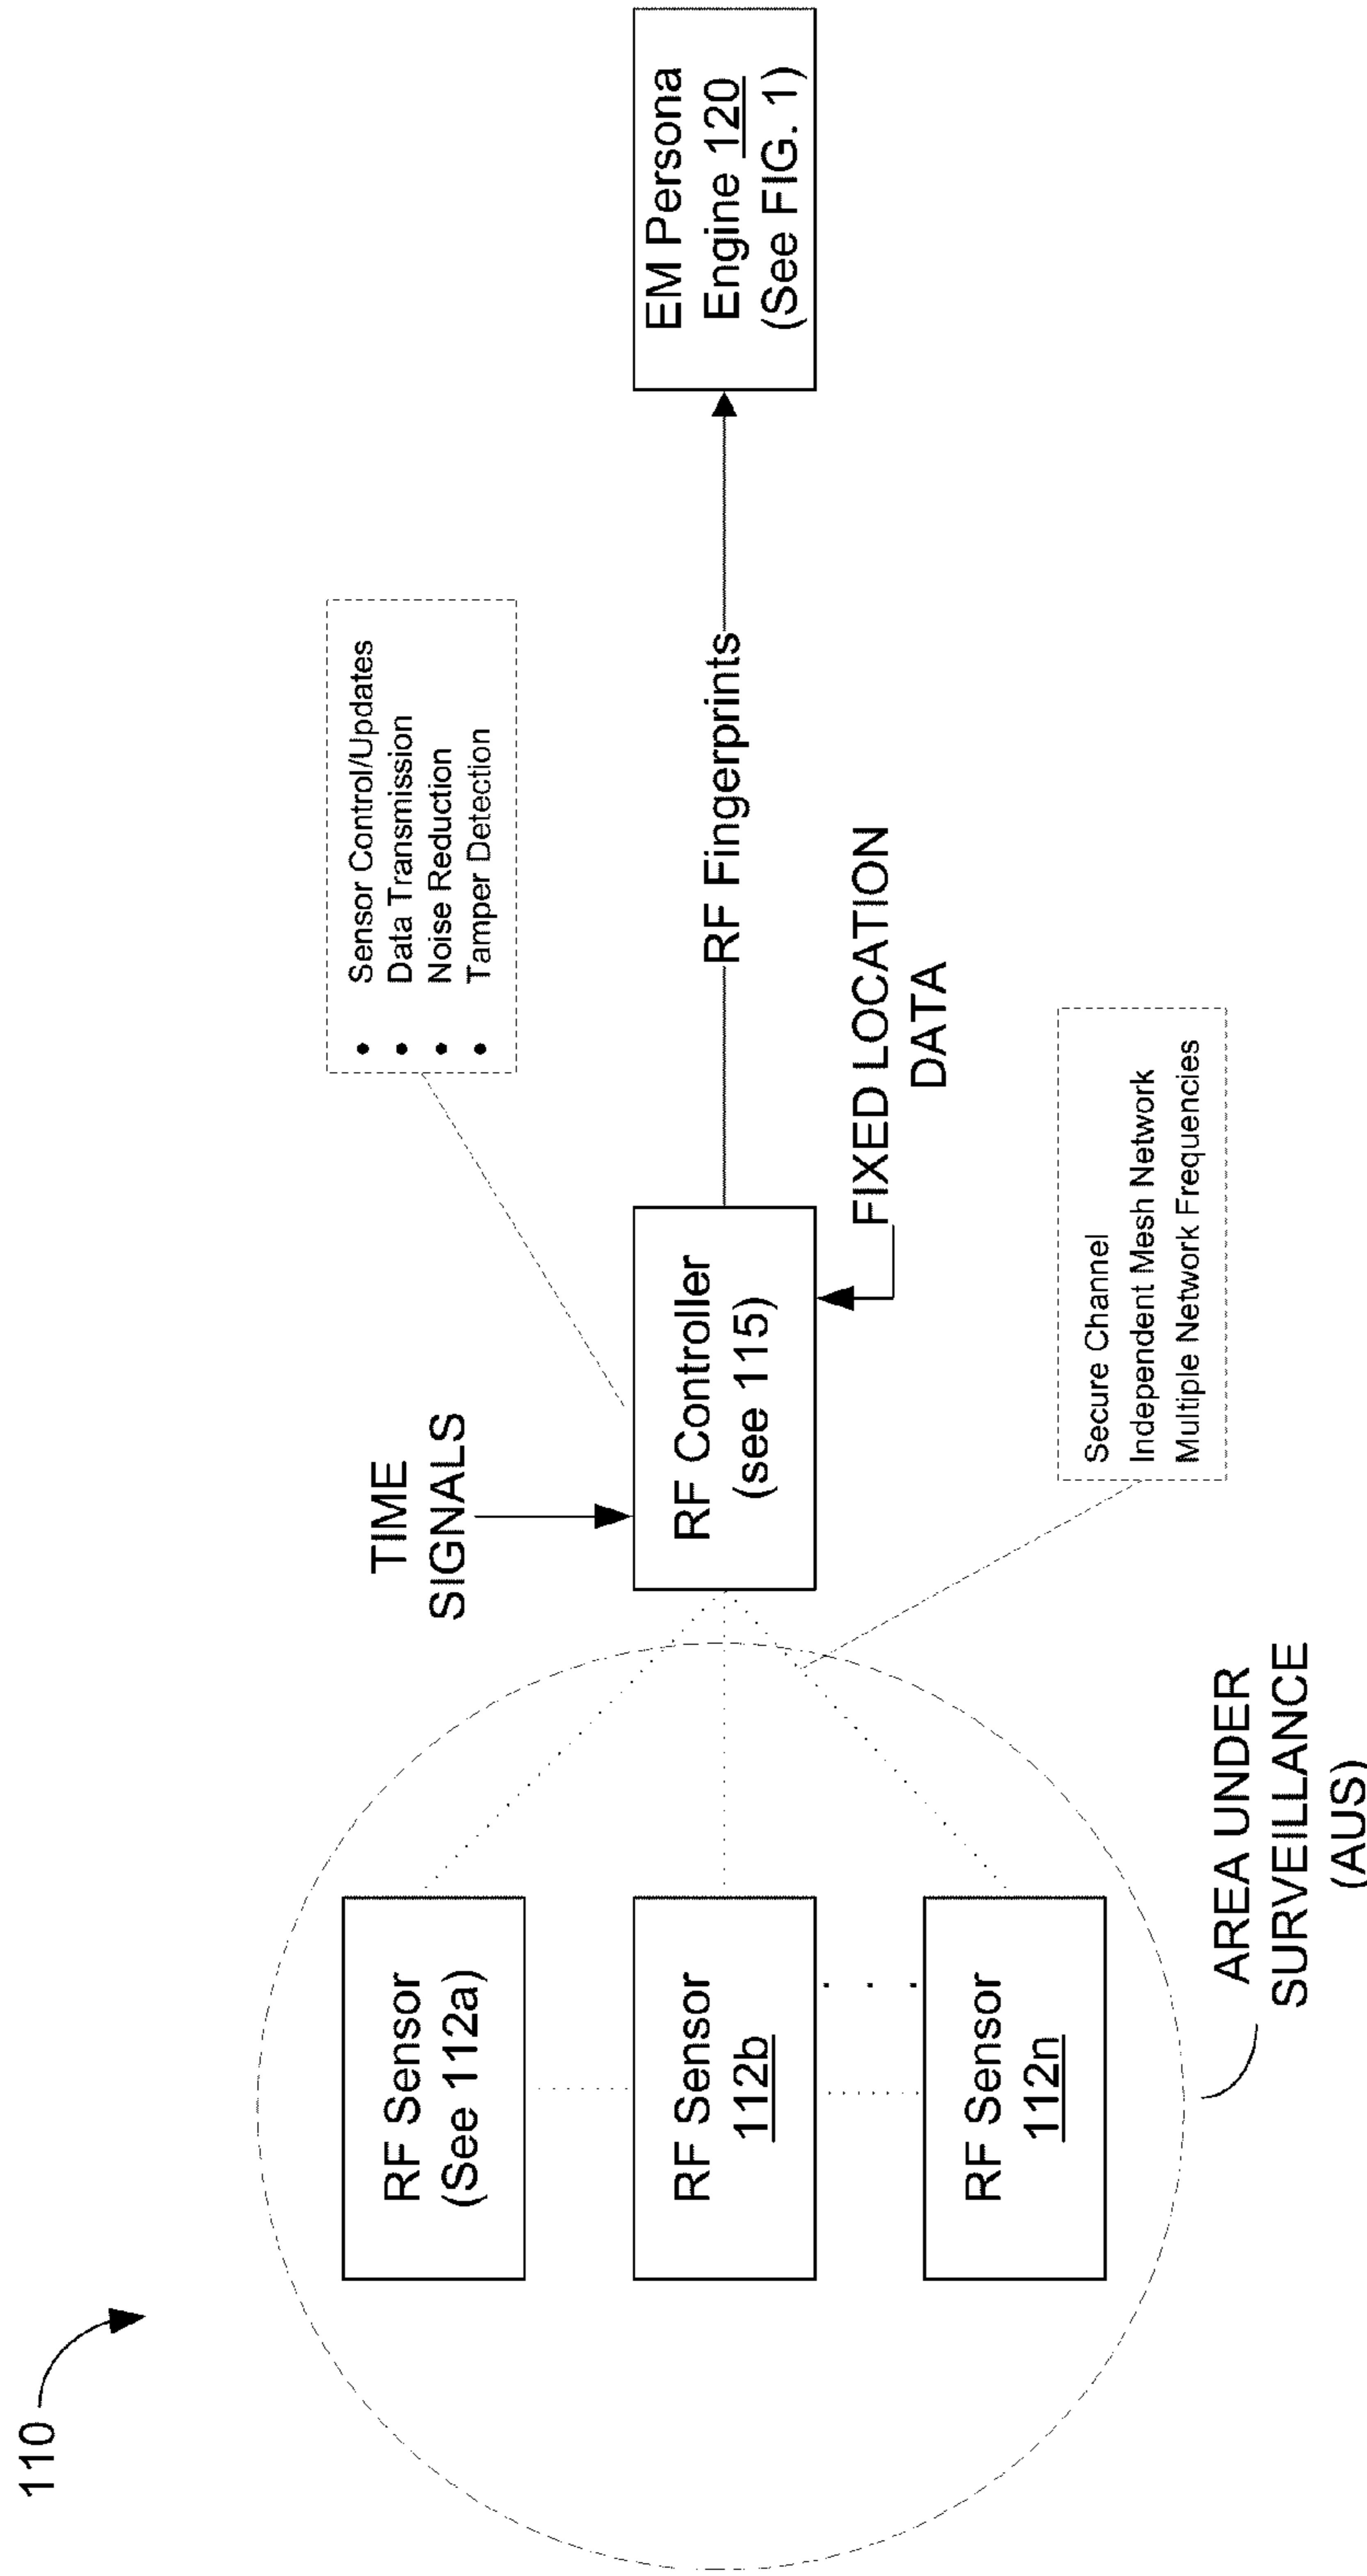 110
RF Sensor
(See 112a)
RF Sensor
112b
RF Sensor
112n
AREA UNDER
SURVEILLANCE
(AUS)
TIME
SIGNALS
RF Controller
(see 115)
FIXED LOCATION
DATA
• Sensor Control/Updates
• Data Transmission
• Noise Reduction
• Tamper Detection
Secure Channel
Independent Mesh Network
Multiple Network Frequencies
RF Fingerprints
EM Persona
Engine 120
(See FIG. 1)